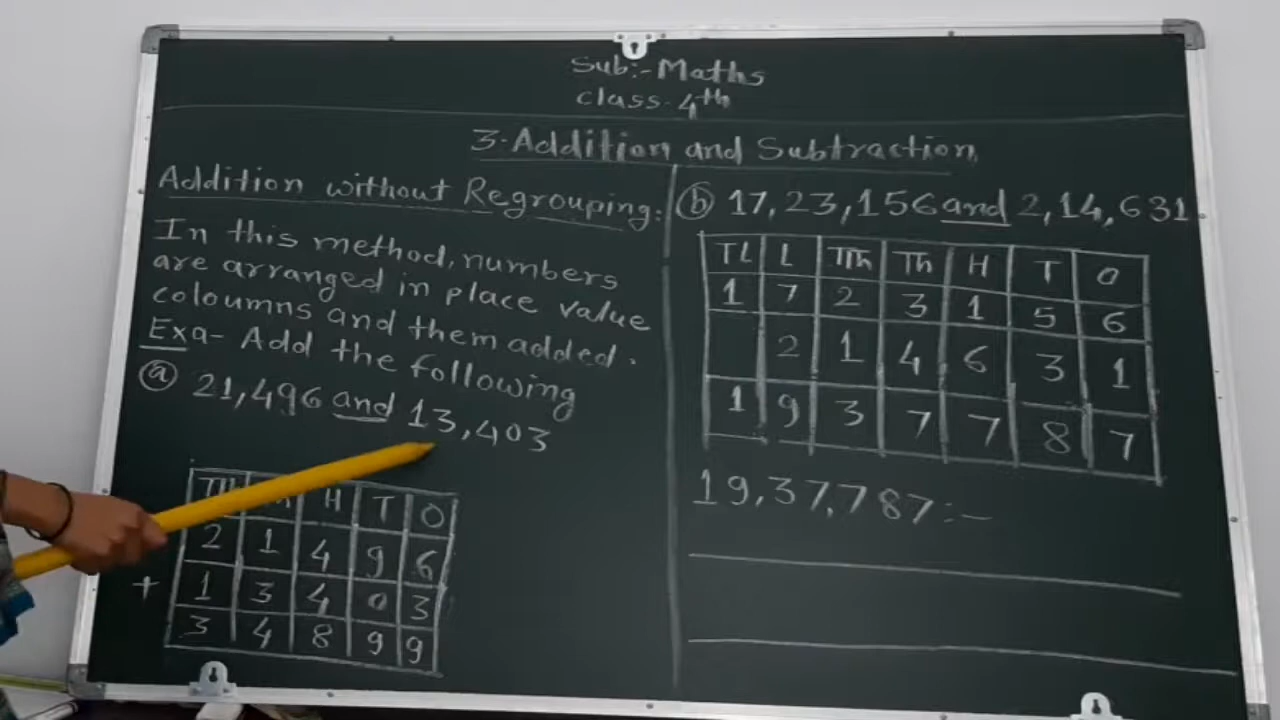 Sub:- Maths
Class- 4th
3. Addition and Subtraction
Addition without Regrouping:
In this method, numbers
are arranged in place value
coloumns and them added.
Exa- Add the following
(a) 21,496 and 13,403
H T O
2 1 4 9 6
+ 1 3 4 0 3
3 4 8 9 9
(b) 17,23,156 and 2,14,631
TL L TTh Th H T O
1 7 2 3 1 5 6
2 1 4 6 3 1
1 9 3 7 7 8 7
19,37,787:-